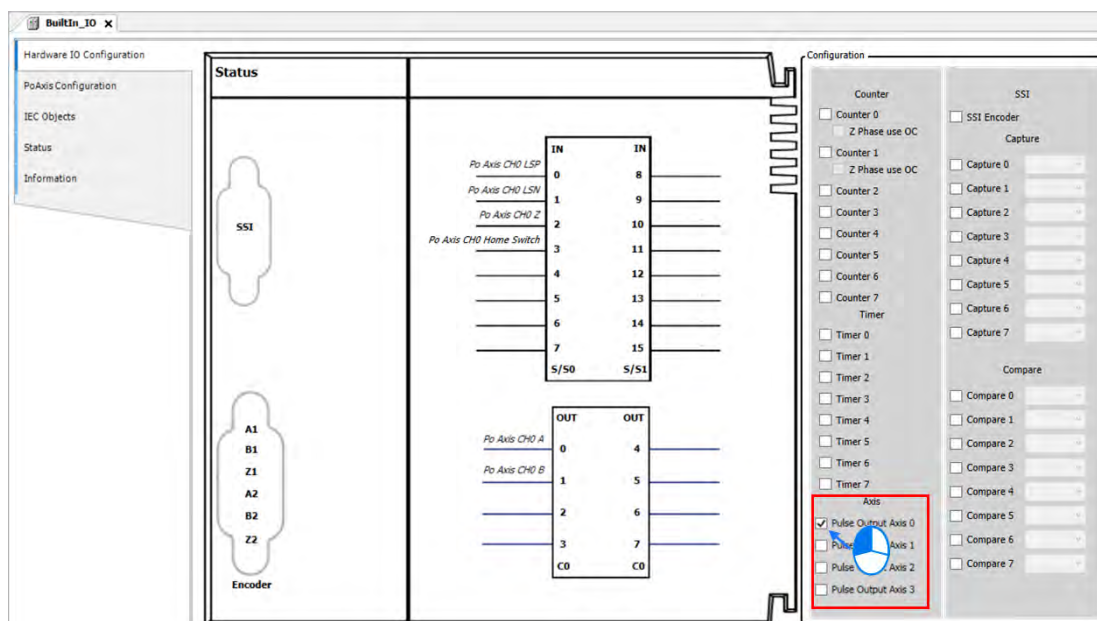 BuiltIn_IO
Hardware IO Configuration
PoAxis Configuration
IEC Objects
Status
Information
Status
SSI
A1
B1
Z1
A2
B2
Z2
Encoder
IN IN
Po Axis CH0 LSP 0 8
Po Axis CH0 LSN 1 9
Po Axis CH0 Z 2 10
Po Axis CH0 Home Switch 3 11
4 12
5 13
6 14
7 15
S/S0 S/S1
OUT OUT
Po Axis CH0 A 0 4
Po Axis CH0 B 1 5
2 6
3 7
C0 C0
Configuration
Counter
Counter 0
Z Phase use OC
Counter 1
Z Phase use OC
Counter 2
Counter 3
Counter 4
Counter 5
Counter 6
Counter 7
Timer
Timer 0
Timer 1
Timer 2
Timer 3
Timer 4
Timer 5
Timer 6
Timer 7
Axis
Pulse Output Axis 0
Pulse Axis 1
Pulse Axis 2
Pulse Output Axis 3
SSI
SSI Encoder
Capture
Capture 0
Capture 1
Capture 2
Capture 3
Capture 4
Capture 5
Capture 6
Capture 7
Compare
Compare 0
Compare 1
Compare 2
Compare 3
Compare 4
Compare 5
Compare 6
Compare 7